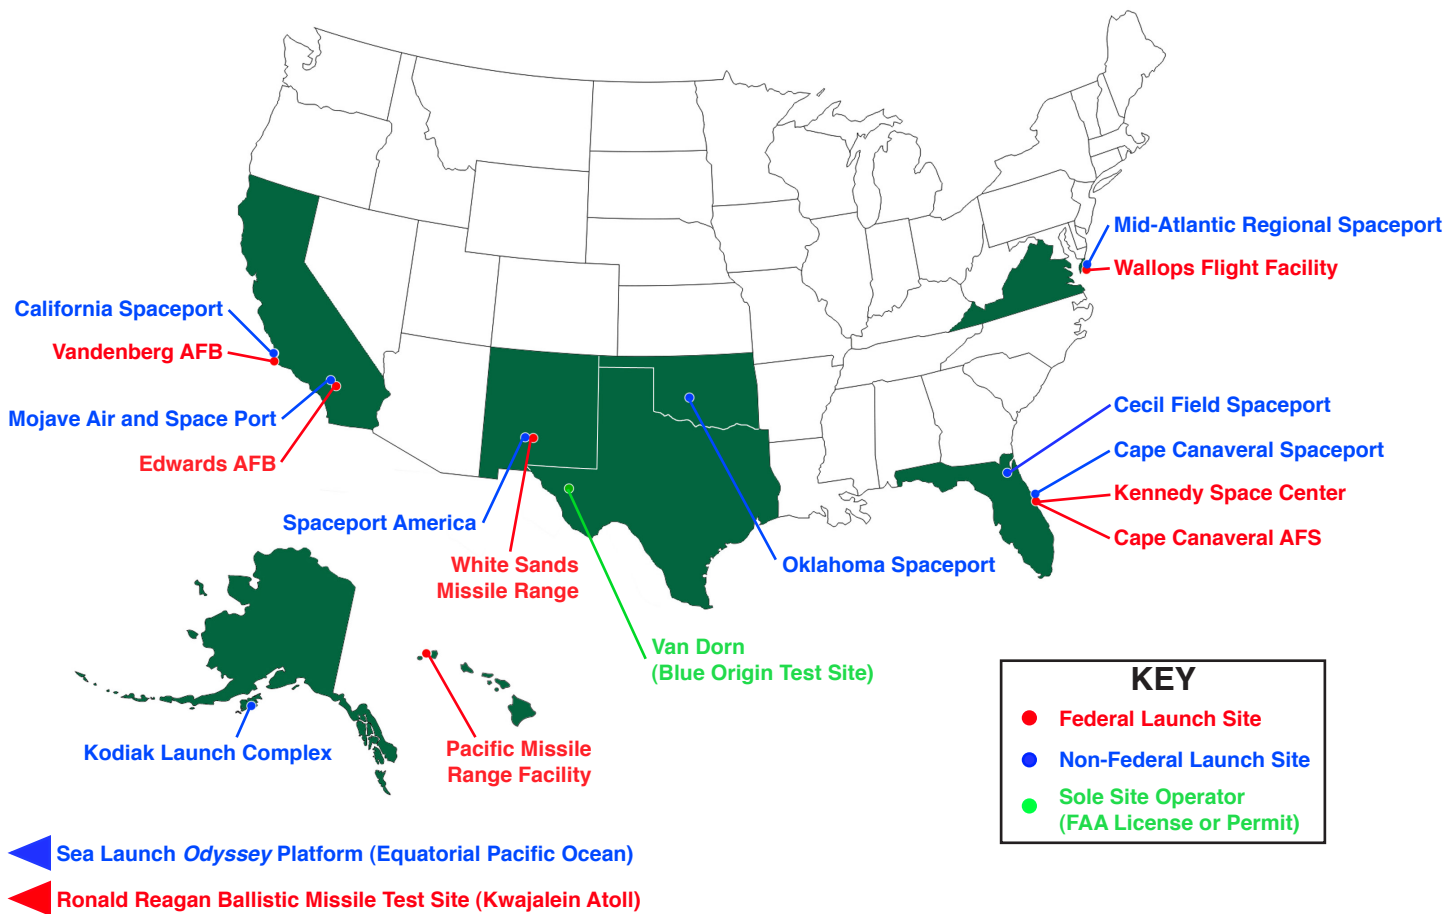 Mid-Atlantic Regional Spaceport
Wallops Flight Facility
California Spaceport
Vandenberg AFB
Mojave Air and Space Port
Edwards AFB
Cecil Field Spaceport
Cape Canaveral Spaceport
Kennedy Space Center
Cape Canaveral AFS
Spaceport America
White Sands
Missile Range
Oklahoma Spaceport
Van Dorn
(Blue Origin Test Site)
Kodiak Launch Complex
Pacific Missile
Range Facility
KEY
Federal Launch Site
Non-Federal Launch Site
Sole Site Operator
(FAA License or Permit)
Sea Launch Odyssey Platform (Equatorial Pacific Ocean)
Ronald Reagan Ballistic Missile Test Site (Kwajalein Atoll)